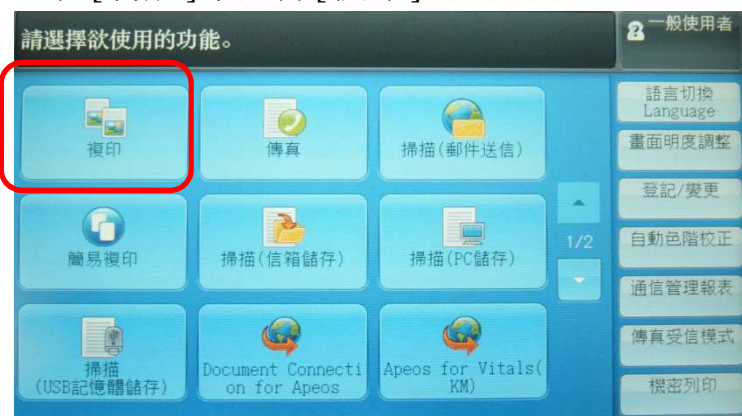 請選擇欲使用的功能。
一般使用者
複印
傳真
掃描(郵件送信)
簡易複印
掃描(信箱儲存)
掃描(PC儲存)
掃描
(USB記憶體儲存)
Document Connecti
on for Apeos
Apeos for Vitals(
KM)
1/2
語言切換
Language
畫面明度調整
登記/變更
自動色階校正
通信管理報表
傳真受信模式
機密列印